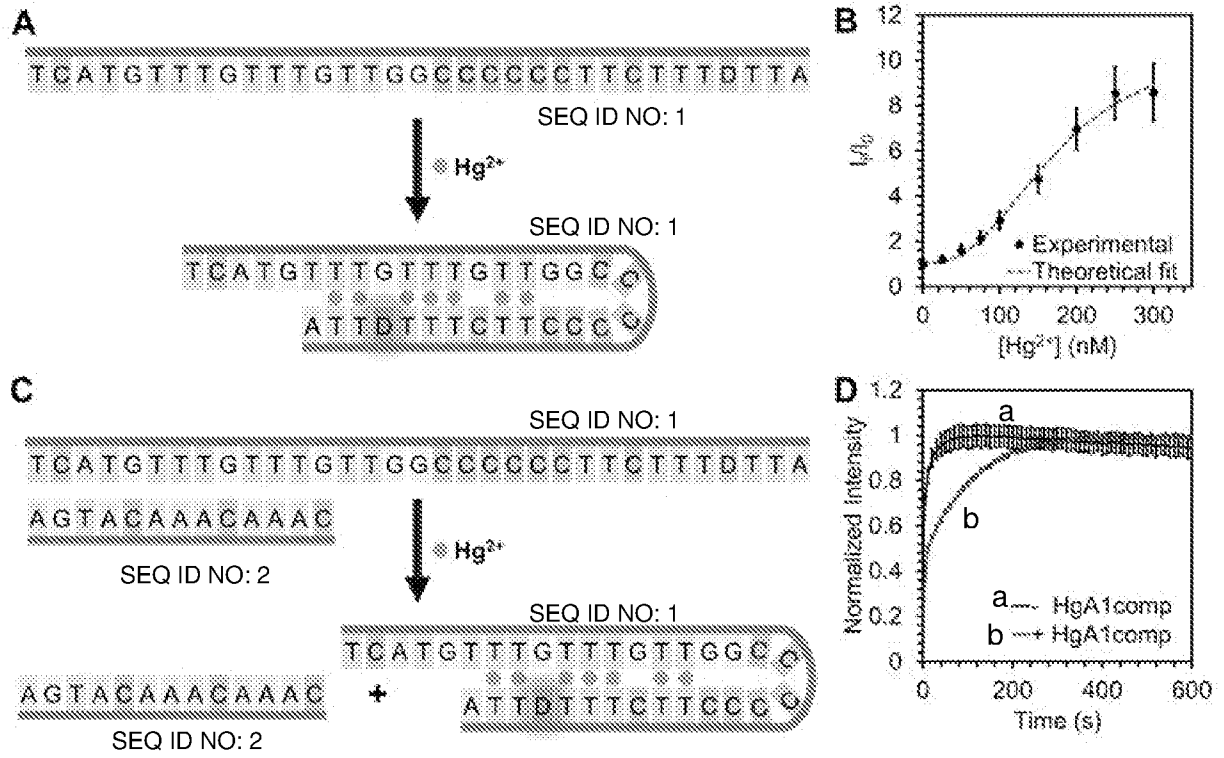 A
TCATGTTTGTTTGTTGGCCCCCCTTCTTTDTTA
SEQ ID NO: 1
Hg²⁺
SEQ ID NO: 1
TCATGTTTGTTTGTTGGC
C
C
ATTDTTTCTTCCC
B
12
10
8
6
4
2
0
I/I₀
Experimental
Theoretical fit
0 100 200 300
[Hg²⁺] (nM)
C
SEQ ID NO: 1
TCATGTTTGTTTGTTGGCCCCCCTTCTTTDTTA
AGTACAAACAAAC
SEQ ID NO: 2
Hg²⁺
SEQ ID NO: 1
TCATGTTTGTTTGTTGGC
C
C
ATTDTTTCTTCCC
AGTACAAACAAAC +
SEQ ID NO: 2
D
1.2
1
0.8
0.6
0.4
0.2
0
Normalized Intensity
a
b
a - HgA1comp
b + HgA1comp
0 200 400 600
Time (s)